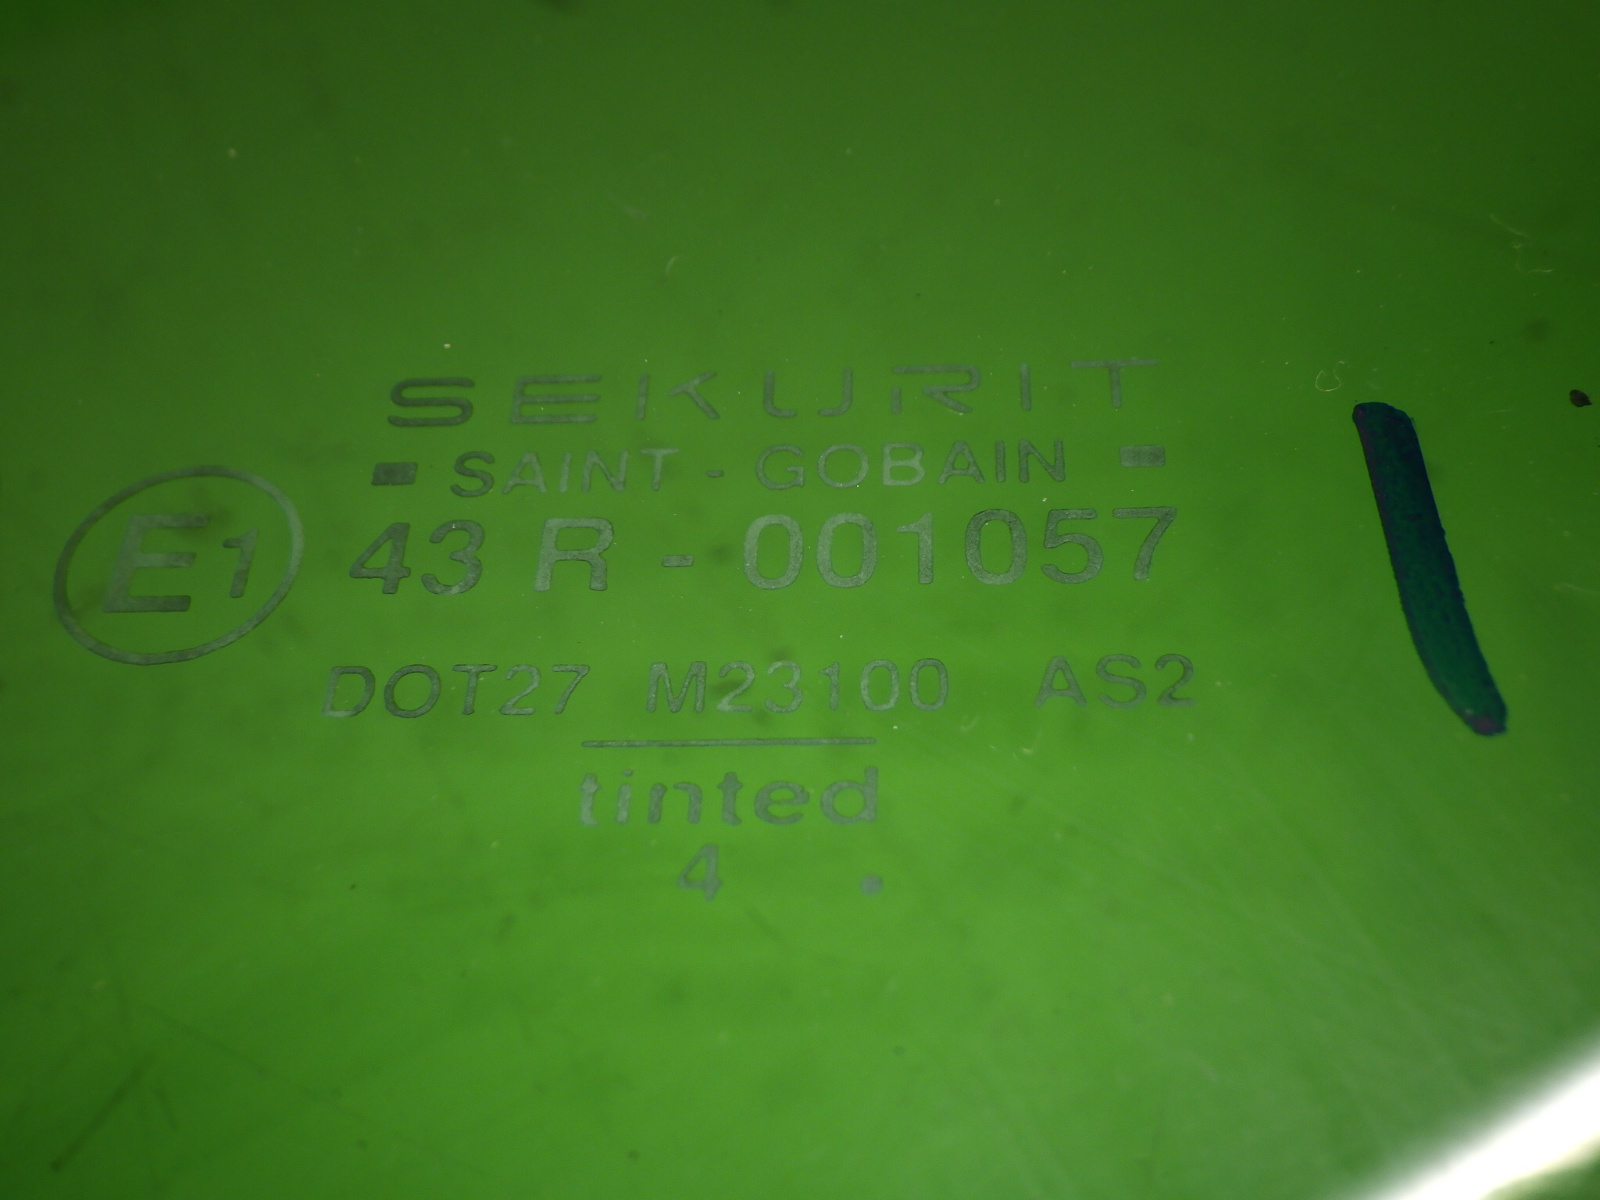 SEKURIT
SAINT - GOBAIN
E1 43 R - 001057
DOT27 M23100 AS2
tinted
4 .